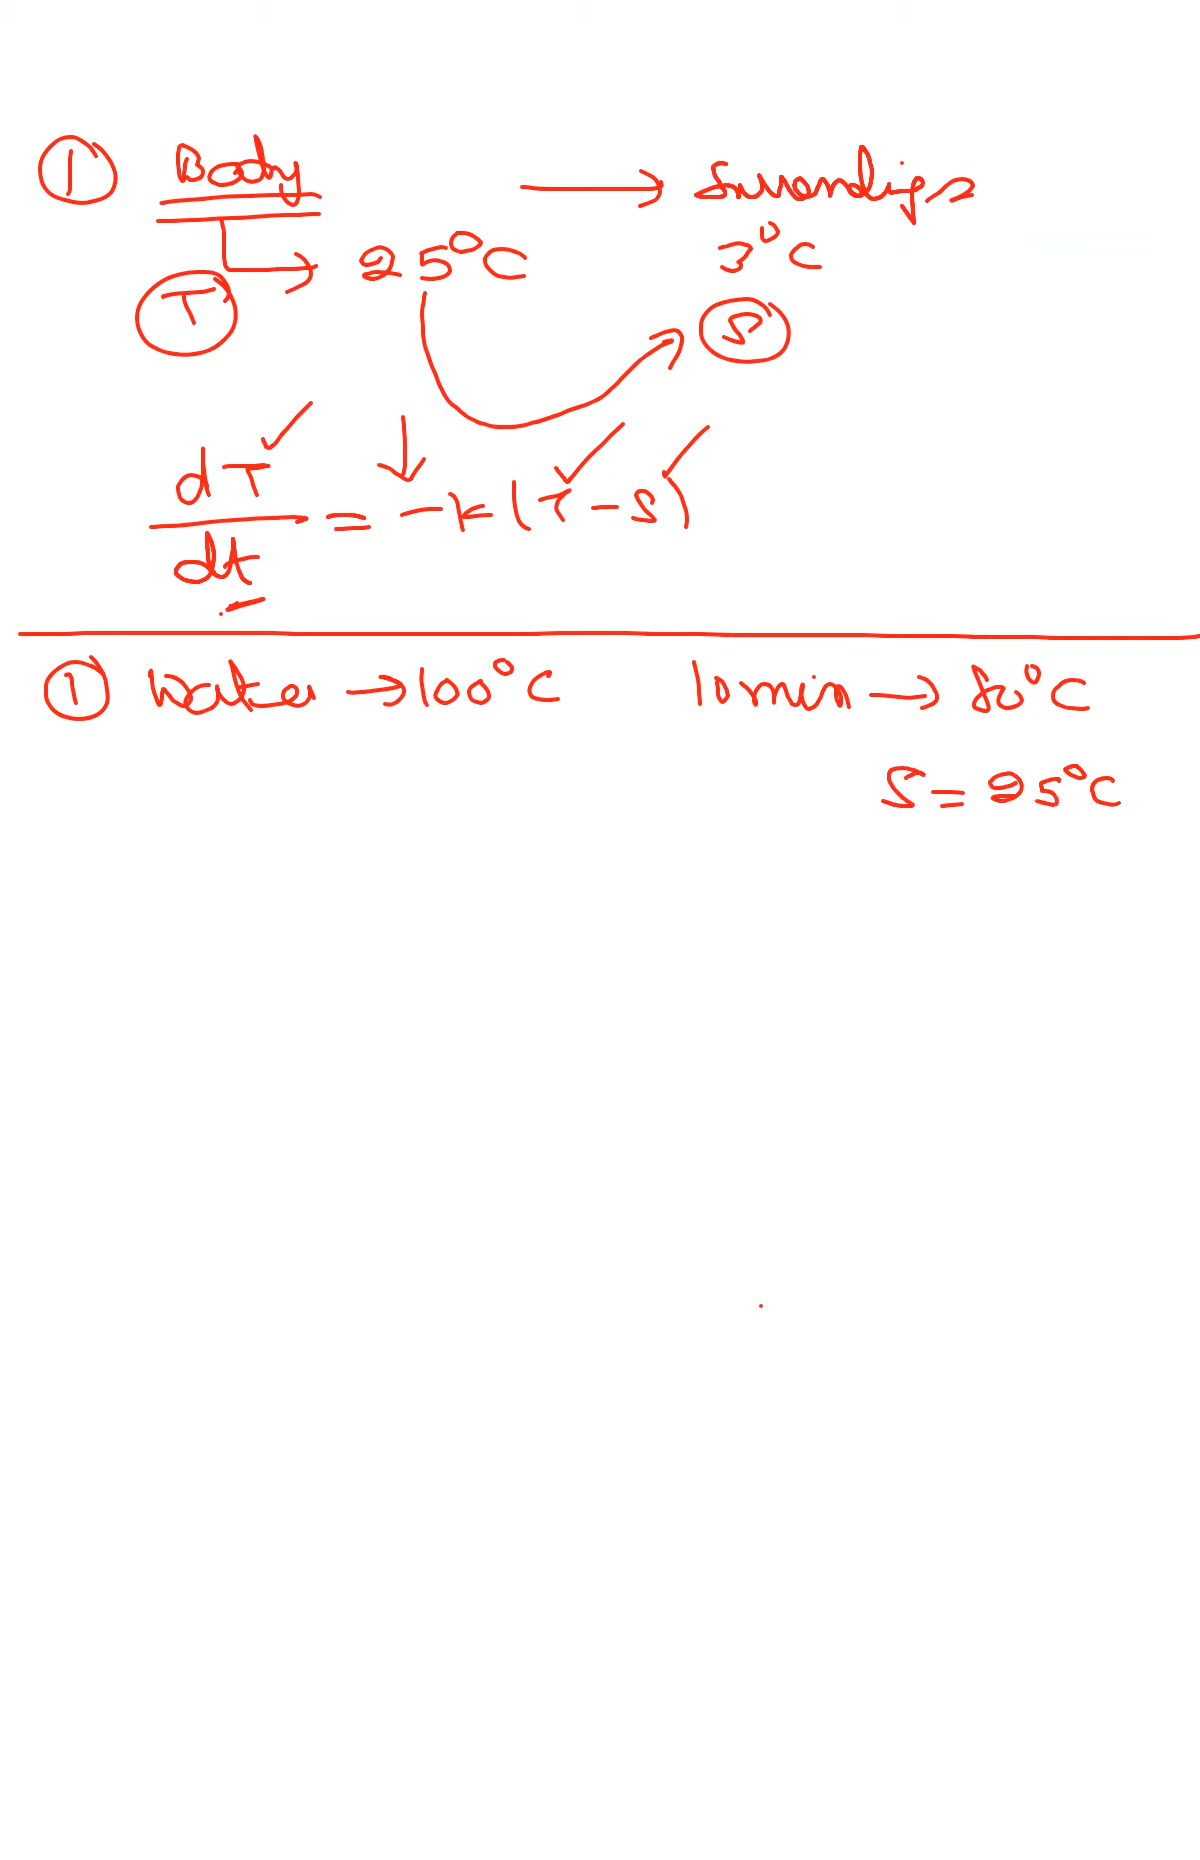 ① Body → Surroundings
25°C 3°C
T S
dT/dt = -k(T-S)
① Water → 100°C 10min → 80°C
S = 25°C